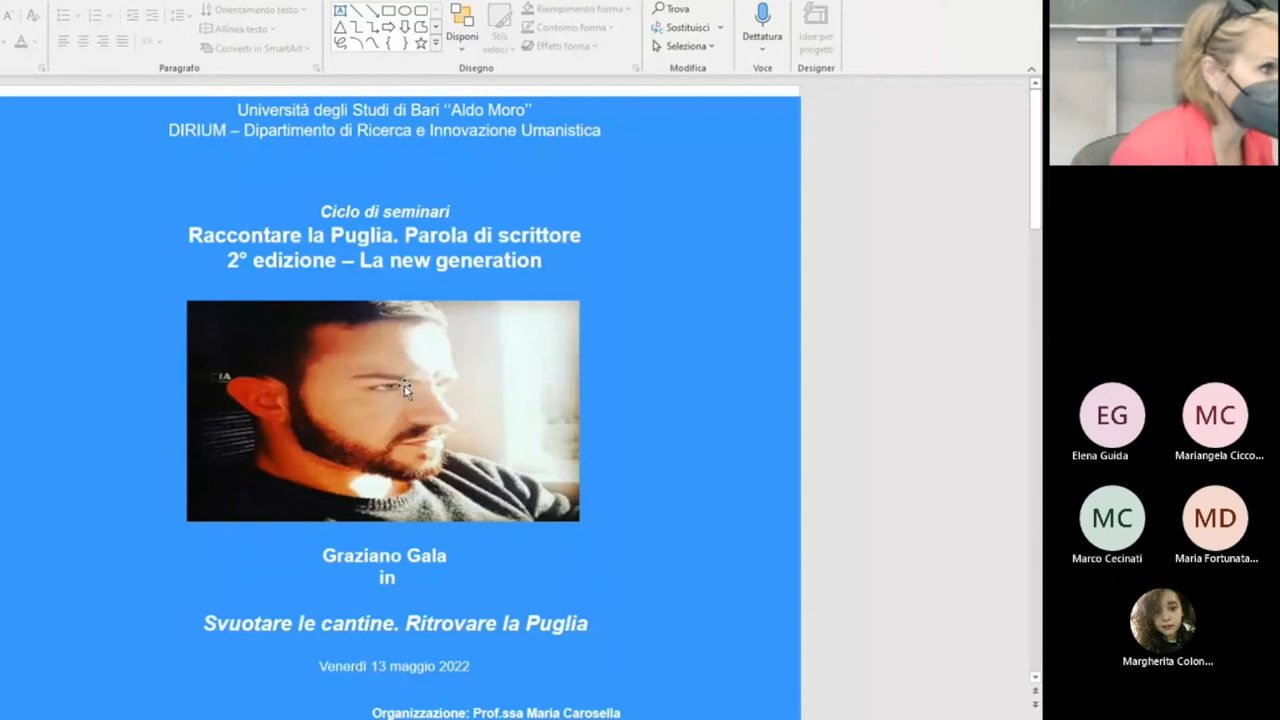 Orientamento testo
Allinea testo
Converti in SmartArt
Paragrafo
Disponi
Stili
veloci
Riempimento forma
Contorno forma
Effetti forma
Disegno
Trova
Sostituisci
Seleziona
Modifica
Dettatura
Voce
Idee per
progetti
Designer
Università degli Studi di Bari ‘‘Aldo Moro’’
DIRIUM – Dipartimento di Ricerca e Innovazione Umanistica
Ciclo di seminari
Raccontare la Puglia. Parola di scrittore
2° edizione – La new generation
Graziano Gala
in
Svuotare le cantine. Ritrovare la Puglia
Venerdì 13 maggio 2022
Organizzazione: Prof.ssa Maria Carosella
EG
Elena Guida
MC
Mariangela Cicco...
MC
Marco Cecinati
MD
Maria Fortunata...
Margherita Colon...